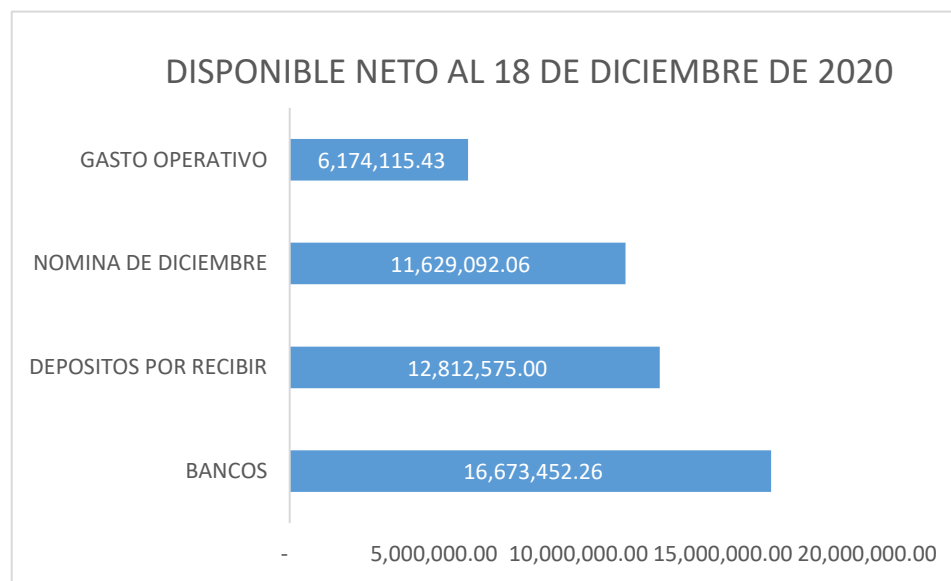 DISPONIBLE NETO AL 18 DE DICIEMBRE DE 2020
GASTO OPERATIVO 6,174,115.43
NOMINA DE DICIEMBRE 11,629,092.06
DEPOSITOS POR RECIBIR 12,812,575.00
BANCOS 16,673,452.26
- 5,000,000.00 10,000,000.00 15,000,000.00 20,000,000.00